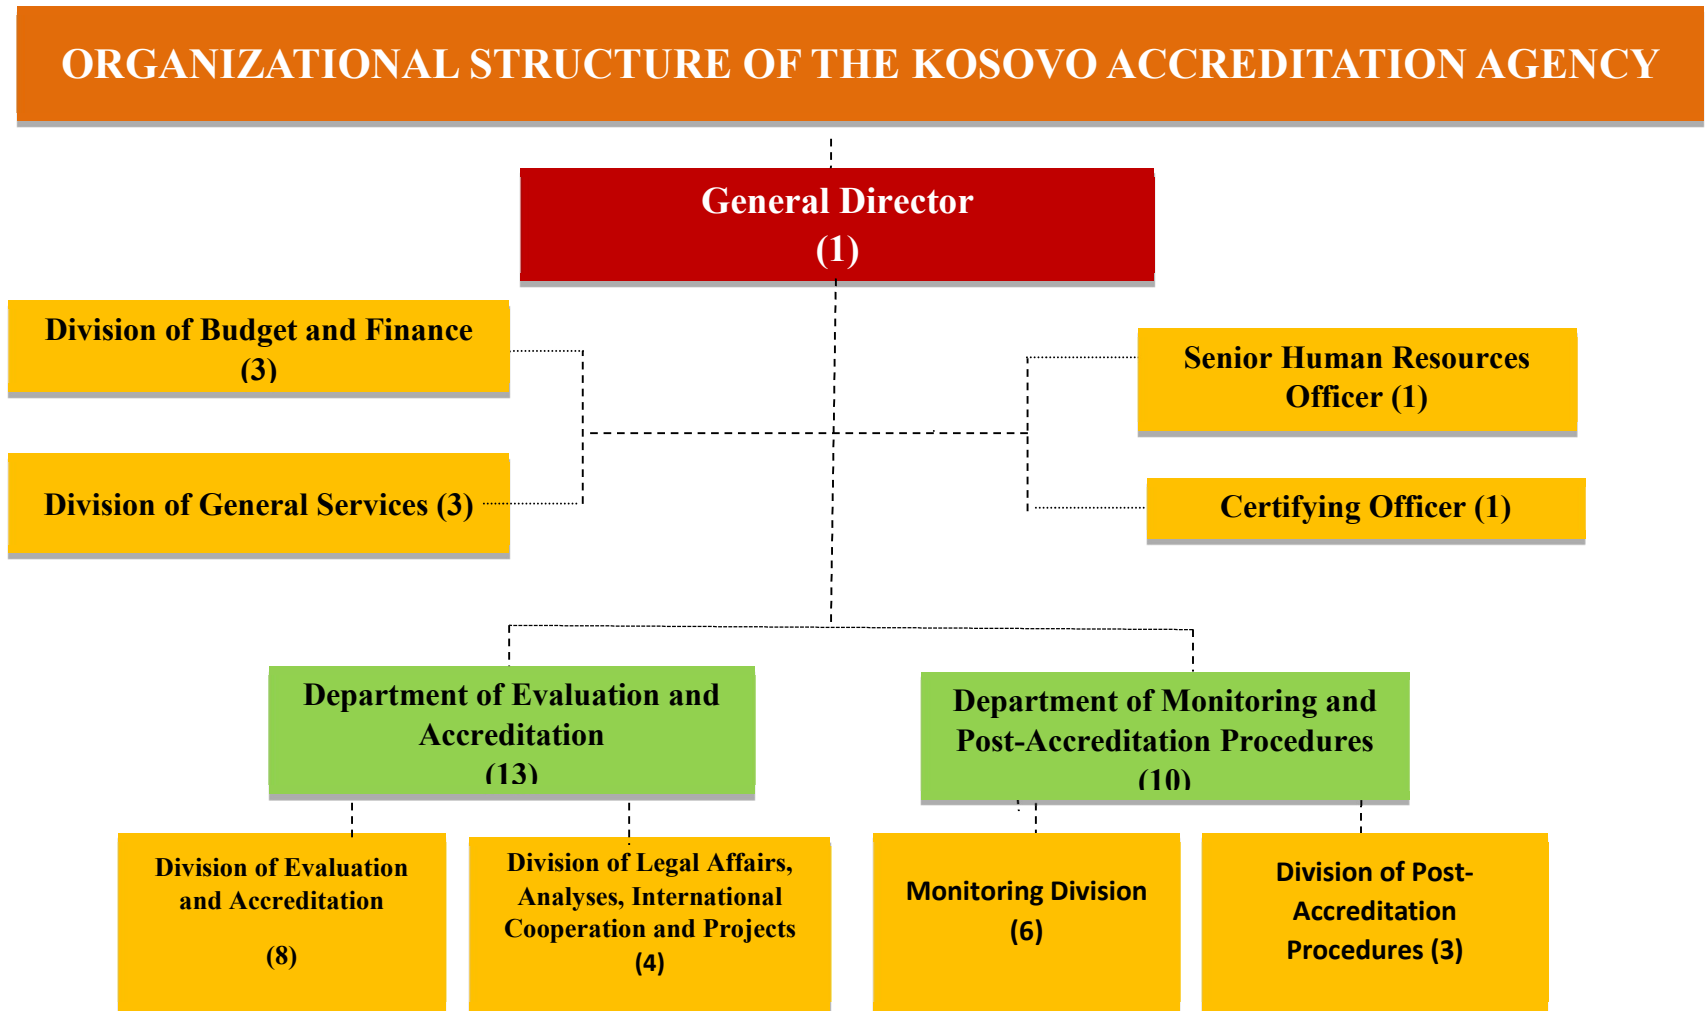 ORGANIZATIONAL STRUCTURE OF THE KOSOVO ACCREDITATION AGENCY
General Director
(1)
Division of Budget and Finance
(3)
Senior Human Resources
Officer (1)
Division of General Services (3)
Certifying Officer (1)
Department of Evaluation and
Accreditation
(13)
Department of Monitoring and
Post-Accreditation Procedures
(10)
Division of Evaluation
and Accreditation
(8)
Division of Legal Affairs,
Analyses, International
Cooperation and Projects
(4)
Monitoring Division
(6)
Division of Post-
Accreditation
Procedures (3)